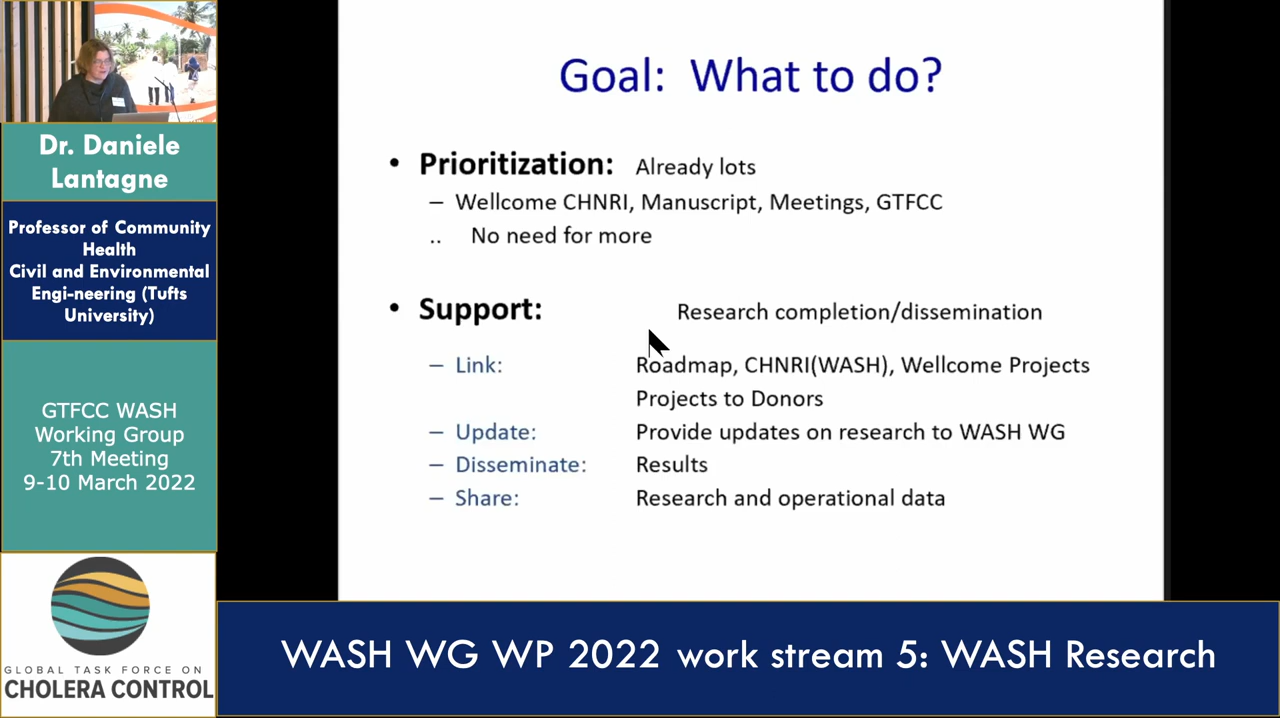 Dr. Daniele
Lantagne
Professor of Community
Health
Civil and Environmental
Engi-neering (Tufts
University)
GTFCC WASH
Working Group
7th Meeting
9-10 March 2022
GLOBAL TASK FORCE ON
CHOLERA CONTROL
Goal: What to do?
• Prioritization: Already lots
– Wellcome CHNRI, Manuscript, Meetings, GTFCC
.. No need for more
• Support: Research completion/dissemination
– Link: Roadmap, CHNRI(WASH), Wellcome Projects
Projects to Donors
– Update: Provide updates on research to WASH WG
– Disseminate: Results
– Share: Research and operational data
WASH WG WP 2022 work stream 5: WASH Research